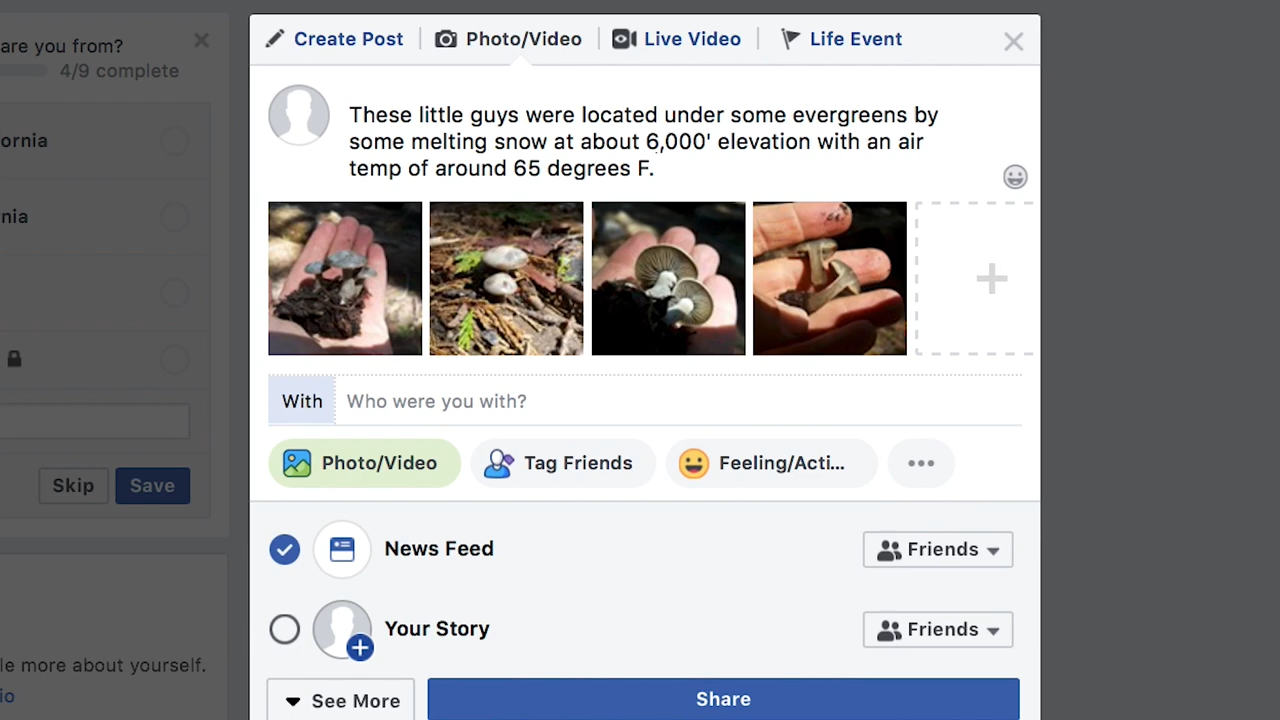 Create Post
Photo/Video
Live Video
Life Event
are you from?
4/9 complete
ornia
nia
Skip
Save
le more about yourself.
io
These little guys were located under some evergreens by
some melting snow at about 6,000' elevation with an air
temp of around 65 degrees F.
With
Who were you with?
Photo/Video
Tag Friends
Feeling/Acti...
News Feed
Friends
Your Story
Friends
See More
Share